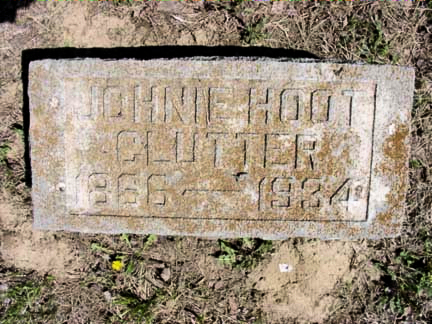 JOHNIE HOOT
CLUTTER
1866 — 1934